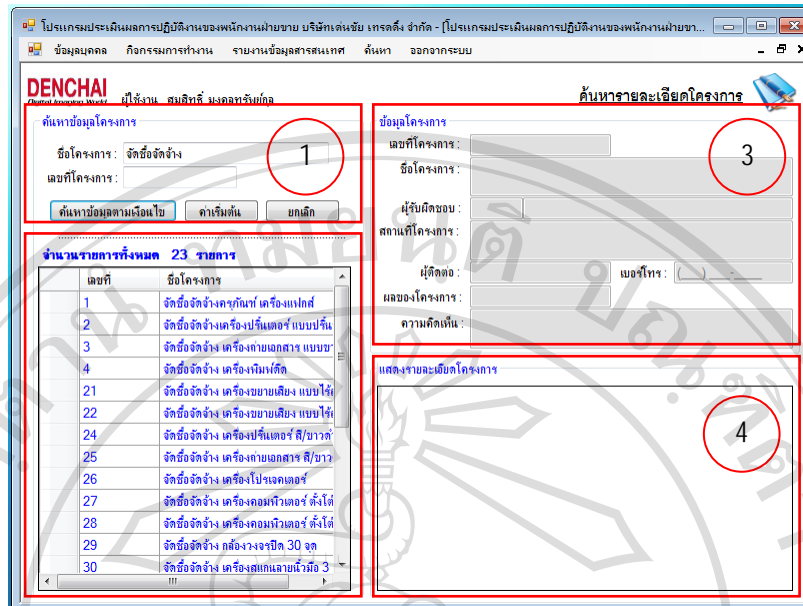 โปรแกรมประเมินผลการปฏิบัติงานของพนักงานฝ่ายขาย บริษัทเด่นชัย เทรดดิ้ง จำกัด - [โปรแกรมประเมินผลการปฏิบัติงานของพนักงานฝ่ายขา...
ข้อมูลบุคคล กิจกรรมการทำงาน รายงานข้อมูลสารสนเทศ ค้นหา ออกจากระบบ
DENCHAI
Digital Imaging World
ผู้ใช้งาน สมสิทธิ์ มงคลทรัพย์กุล
ค้นหารายละเอียดโครงการ
ค้นหาข้อมูลโครงการ
ชื่อโครงการ : จัดซื้อจัดจ้าง
เลขที่โครงการ :
1
ค้นหาข้อมูลตามเงื่อนไข ค่าเริ่มต้น ยกเลิก
จำนวนรายการทั้งหมด 23 รายการ
เลขที่ ชื่อโครงการ
1 จัดซื้อจัดจ้างครุภัณฑ์ เครื่องแฟกส์
2 จัดซื้อจัดจ้างเครื่องปริ้นเตอร์ แบบปริ้น
3 จัดซื้อจัดจ้าง เครื่องถ่ายเอกสาร แบบขา
4 จัดซื้อจัดจ้าง เครื่องพิมพ์ดีด
21 จัดซื้อจัดจ้าง เครื่องขยายเสียง แบบไร้ส
22 จัดซื้อจัดจ้าง เครื่องขยายเสียง แบบไร้ส
24 จัดซื้อจัดจ้าง เครื่องปริ้นเตอร์ สี/ขาวดำ
25 จัดซื้อจัดจ้าง เครื่องถ่ายเอกสาร สี/ขาว
26 จัดซื้อจัดจ้าง เครื่องโปรเจคเตอร์
27 จัดซื้อจัดจ้าง เครื่องคอมพิวเตอร์ ตั้งโต๊
28 จัดซื้อจัดจ้าง เครื่องคอมพิวเตอร์ ตั้งโต๊
29 จัดซื้อจัดจ้าง กล้องวงจรปิด 30 จุด
30 จัดซื้อจัดจ้าง เครื่องสแกนลายนิ้วมือ 3
ข้อมูลโครงการ
เลขที่โครงการ :
ชื่อโครงการ :
3
ผู้รับผิดชอบ :
สถานที่โครงการ :
ผู้ติดต่อ : เบอร์โทร : (___)___-____
ผลของโครงการ :
ความคิดเห็น :
แสดงรายละเอียดโครงการ
4